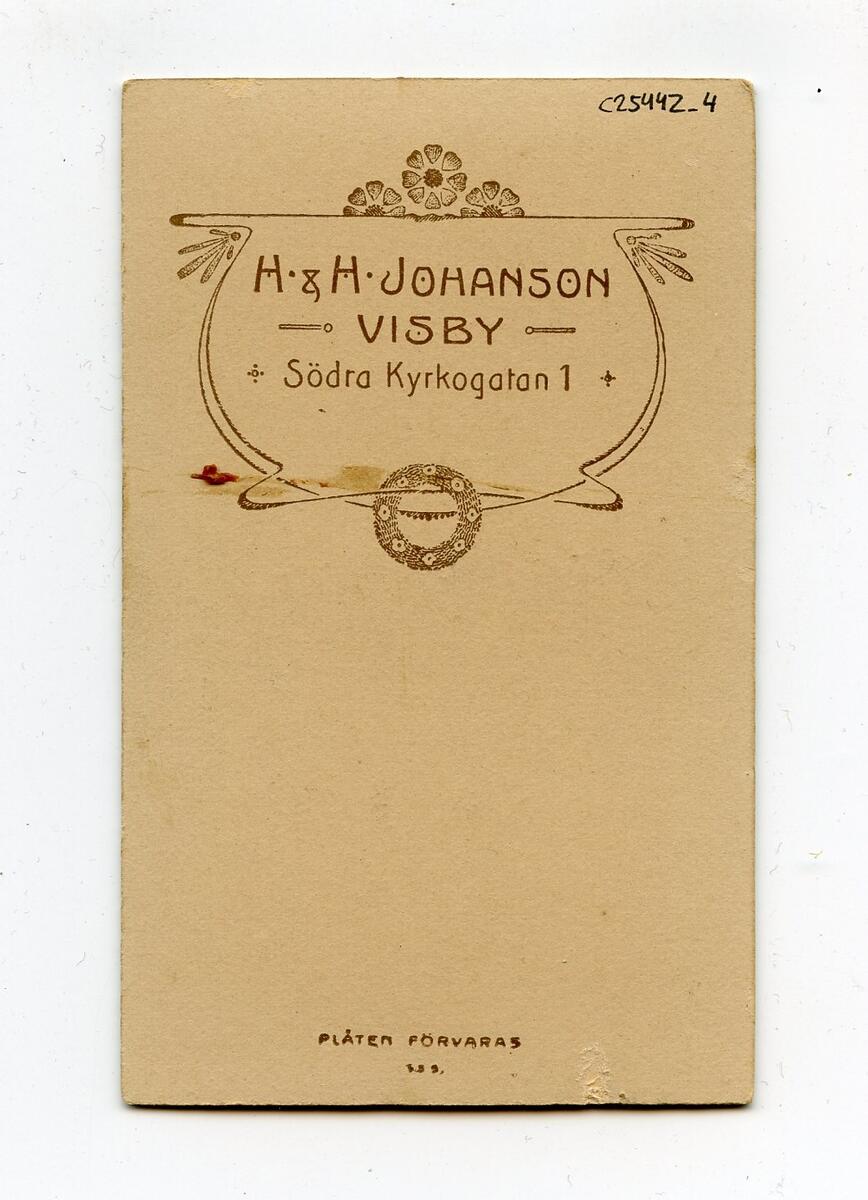 C25442_4
H. & H. JOHANSON
VISBY
Södra Kyrkogatan 1
PLÅTEN FÖRVARAS